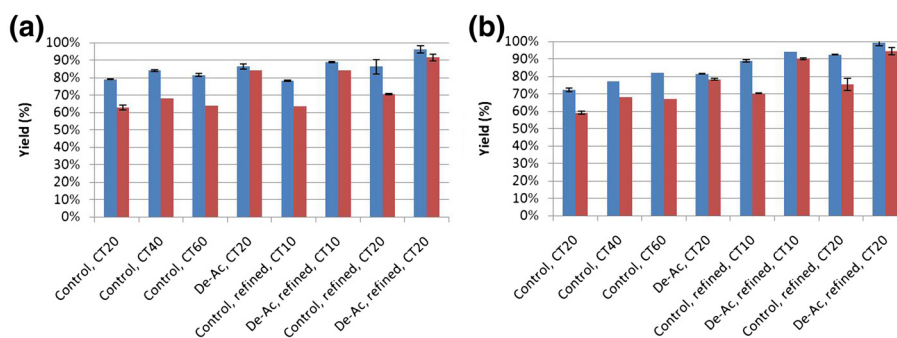 (a)
Yield (%)
100%
90%
80%
70%
60%
50%
40%
30%
20%
10%
0%
Control, CT20
Control, CT40
Control, CT60
De-Ac, CT20
Control, refined, CT10
De-Ac, refined, CT10
Control, refined, CT20
De-Ac, refined, CT20
(b)
Yield (%)
100%
90%
80%
70%
60%
50%
40%
30%
20%
10%
0%
Control, CT20
Control, CT40
Control, CT60
De-Ac, CT20
Control, refined, CT10
De-Ac, refined, CT10
Control, refined, CT20
De-Ac, refined, CT20